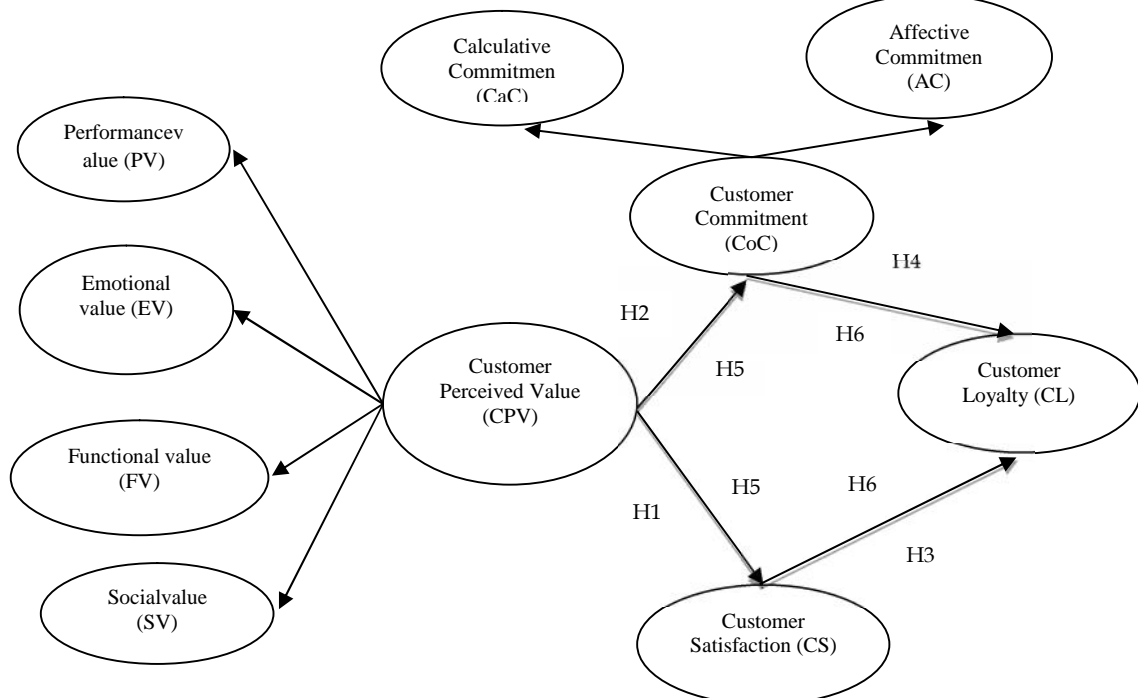 Calculative
Commitmen
(CaC)
Affective
Commitmen
(AC)
Performancev
alue (PV)
Customer
Commitment
(CoC)
Emotional
value (EV)
H4
H2
H6
Customer
Perceived Value
(CPV)
H5
Customer
Loyalty (CL)
Functional value
(FV)
H5
H6
H1
H3
Socialvalue
(SV)
Customer
Satisfaction (CS)